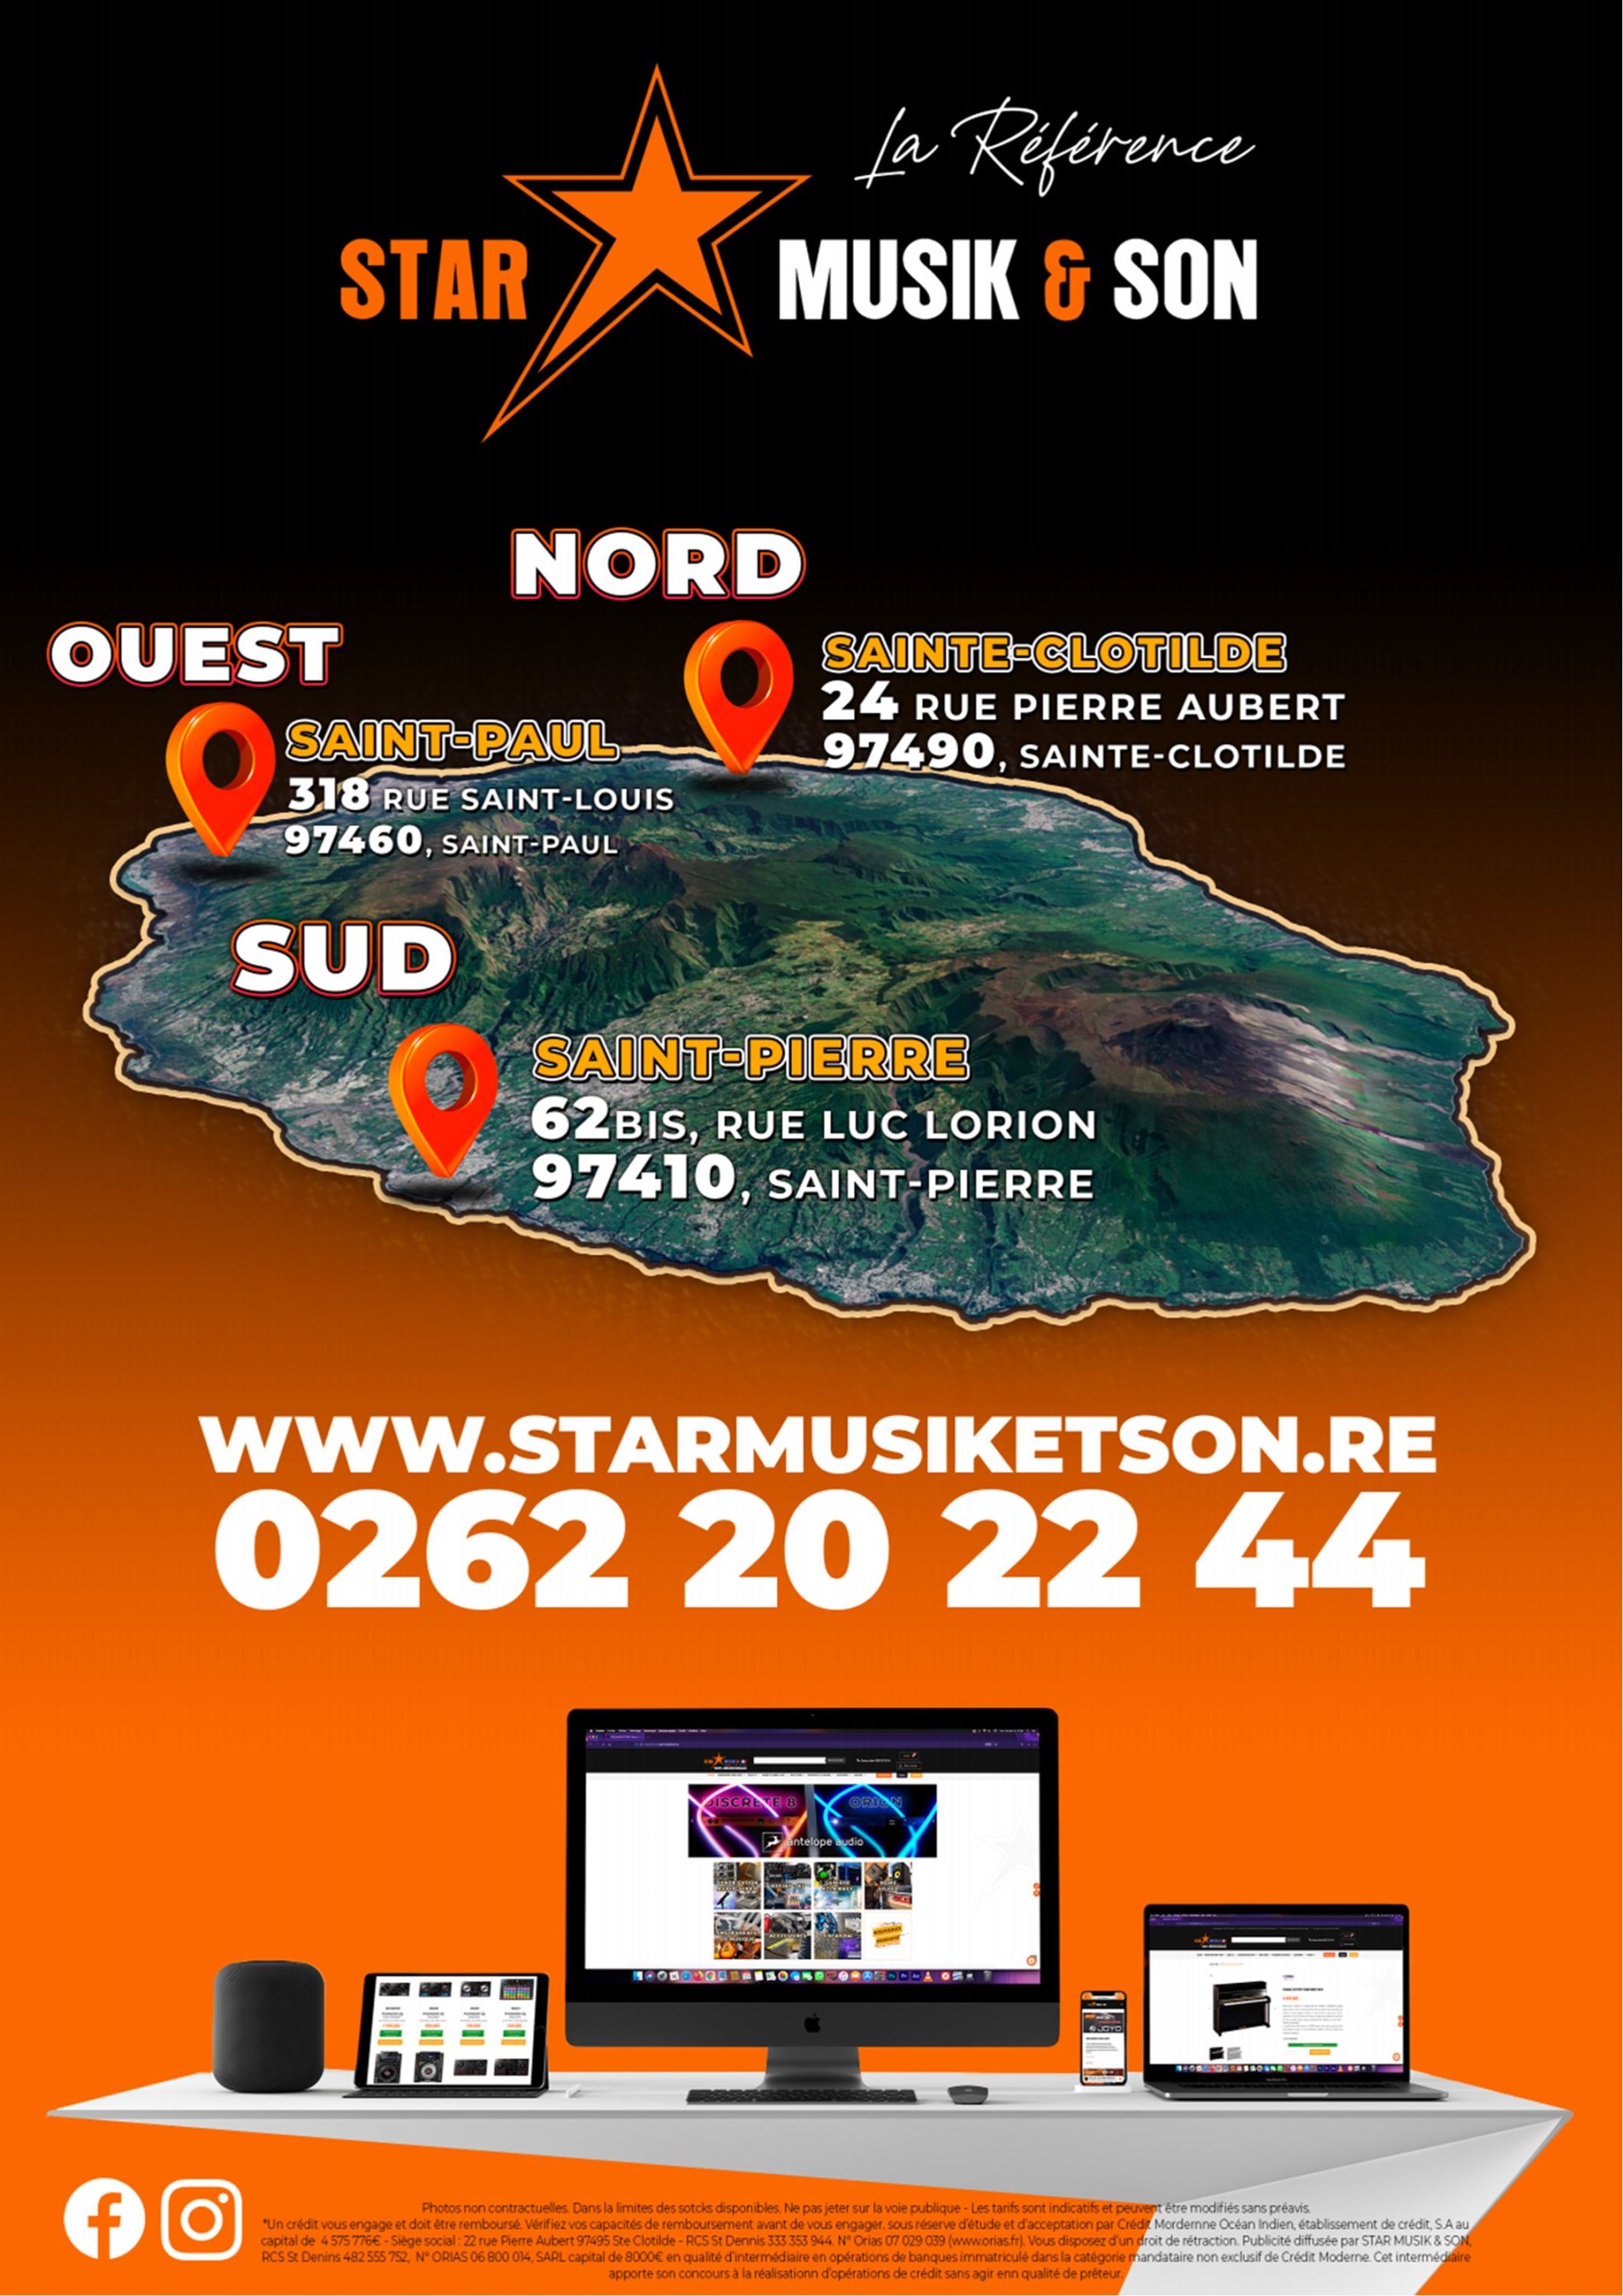 La Référence
STAR MUSIK & SON
NORD
OUEST
SAINTE-CLOTILDE
24 RUE PIERRE AUBERT
97490, SAINTE-CLOTILDE
SAINT-PAUL
318 RUE SAINT-LOUIS
97460, SAINT-PAUL
SUD
SAINT-PIERRE
62BIS, RUE LUC LORION
97410, SAINT-PIERRE
WWW.STARMUSIKETSON.RE
0262 20 22 44
DISCRETE 8
ORION
antelope audio
JOYO
Photos non contractuelles. Dans la limites des sotcks disponibles. Ne pas jeter sur la voie publique - Les tarifs sont indicatifs et peuvent être modifiés sans préavis.
*Un crédit vous engage et doit être remboursé. Vérifiez vos capacités de remboursement avant de vous engager. sous réserve d'étude et d'acceptation par Crédit Mordernne Océan Indien, établissement de crédit, S.A au
capital de 4 575 776€ - Siège social : 22 rue Pierre Aubert 97495 Ste Clotilde - RCS St Dennis 333 353 944. N° Orias 07 029 039 (www.orias.fr). Vous disposez d'un droit de rétraction. Publicité diffusée par STAR MUSIK & SON,
RCS St Denins 482 555 752, N° ORIAS 06 800 014, SARL capital de 8000€ en qualité d'intermédiaire en opérations de banques immatriculé dans la catégorie mandataire non exclusif de Crédit Moderne. Cet intermédiaire
apporte son concours à la réalisationn d'opérations de crédit sans agir enn qualité de prêteur.